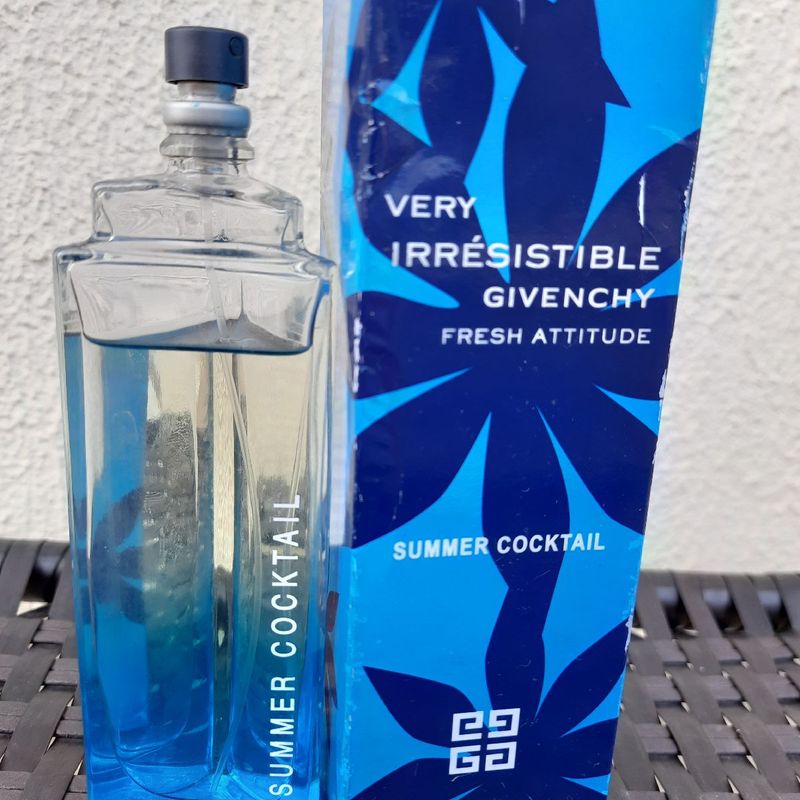 VERY
IRRÉSISTIBLE
GIVENCHY
FRESH ATTITUDE
SUMMER COCKTAIL
SUMMER COCKTAIL